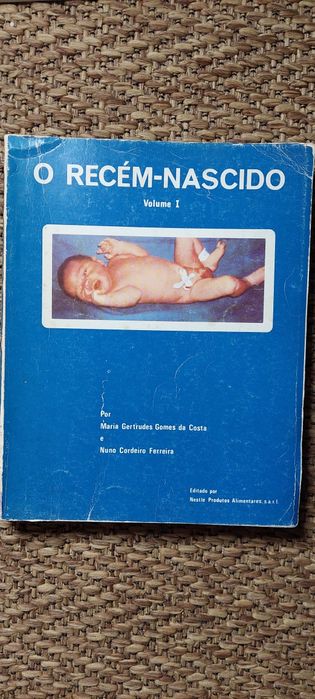 O RECÉM-NASCIDO
Volume I
Por
Maria Gertrudes Gomes da Costa
e
Nuno Cordeiro Ferreira
Editado por
Nestlé Produtos Alimentares, s.a.r.l.